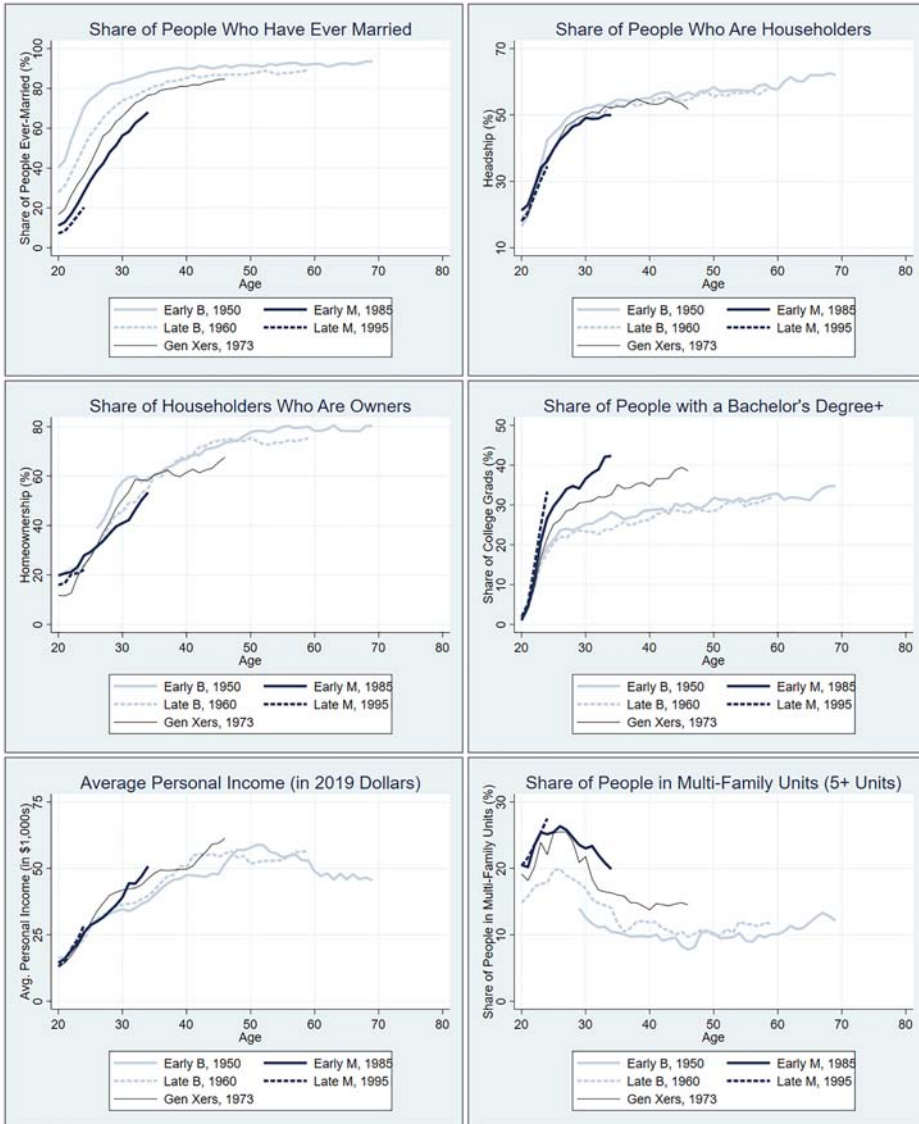 Share of People Who Have Ever Married
Share of People Ever-Married (%)
0 20 40 60 80 100
20 30 40 50 60 70 80
Age
Early B, 1950 Early M, 1985
Late B, 1960 Late M, 1995
Gen Xers, 1973
Share of People Who Are Householders
Headship (%)
10 30 50 70
20 30 40 50 60 70 80
Age
Early B, 1950 Early M, 1985
Late B, 1960 Late M, 1995
Gen Xers, 1973
Share of Householders Who Are Owners
Homeownership (%)
0 20 40 60 80
20 30 40 50 60 70 80
Age
Early B, 1950 Early M, 1985
Late B, 1960 Late M, 1995
Gen Xers, 1973
Share of People with a Bachelor's Degree+
Share of College Grads (%)
0 10 20 30 40 50
20 30 40 50 60 70 80
Age
Early B, 1950 Early M, 1985
Late B, 1960 Late M, 1995
Gen Xers, 1973
Average Personal Income (in 2019 Dollars)
Avg. Personal Income (in $1,000s)
0 25 50 75
20 30 40 50 60 70 80
Age
Early B, 1950 Early M, 1985
Late B, 1960 Late M, 1995
Gen Xers, 1973
Share of People in Multi-Family Units (5+ Units)
Share of People in Multi-Family Units (%)
0 10 20 30
20 30 40 50 60 70 80
Age
Early B, 1950 Early M, 1985
Late B, 1960 Late M, 1995
Gen Xers, 1973